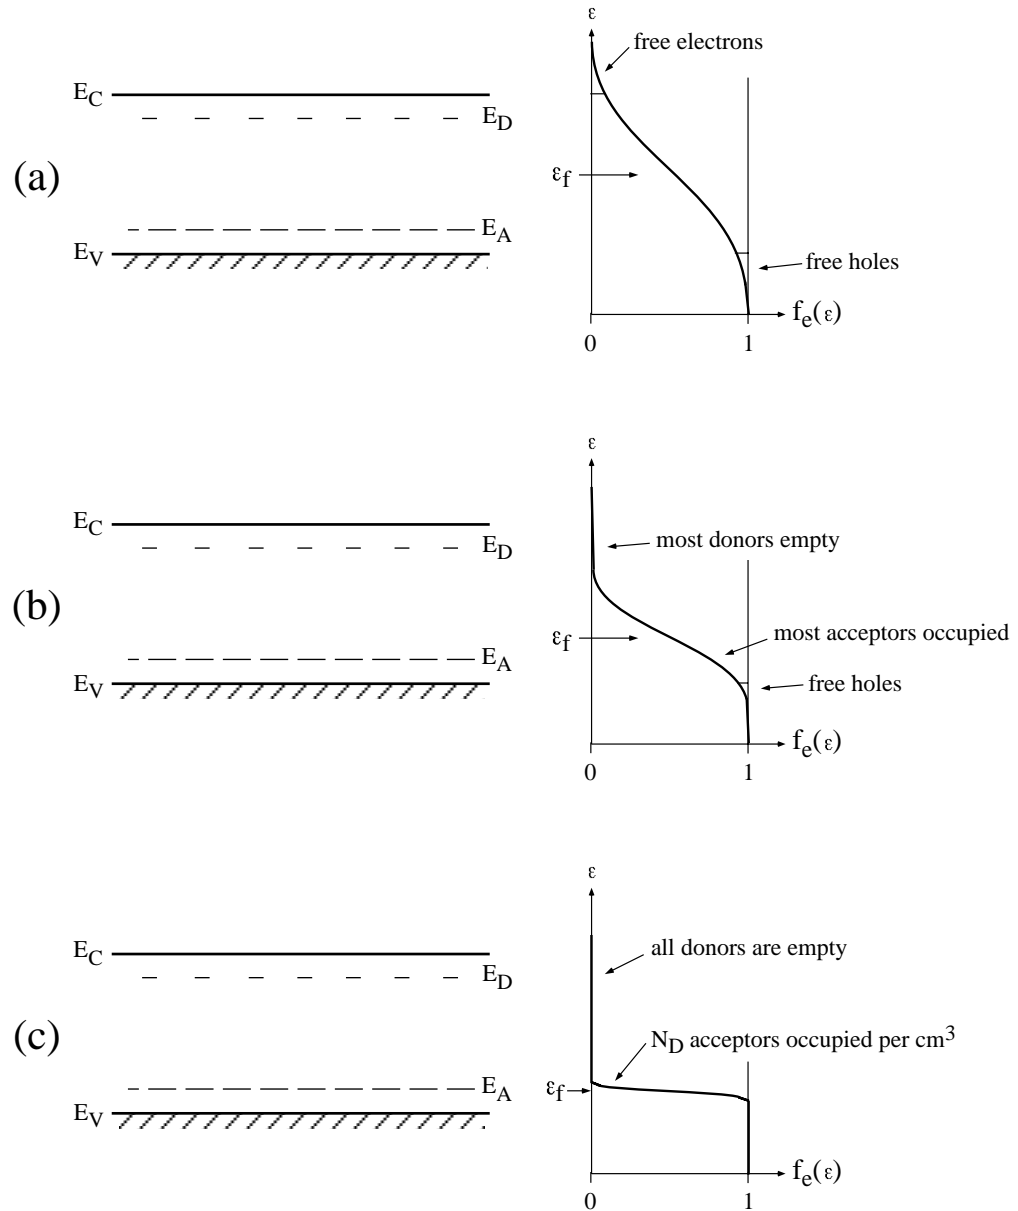 (a)
E_C
E_D
E_A
E_V
ε
free electrons
ε_f
free holes
f_e(ε)
0 1
(b)
E_C
E_D
E_A
E_V
ε
most donors empty
ε_f
most acceptors occupied
free holes
f_e(ε)
0 1
(c)
E_C
E_D
E_A
E_V
ε
all donors are empty
N_D acceptors occupied per cm³
ε_f
f_e(ε)
0 1